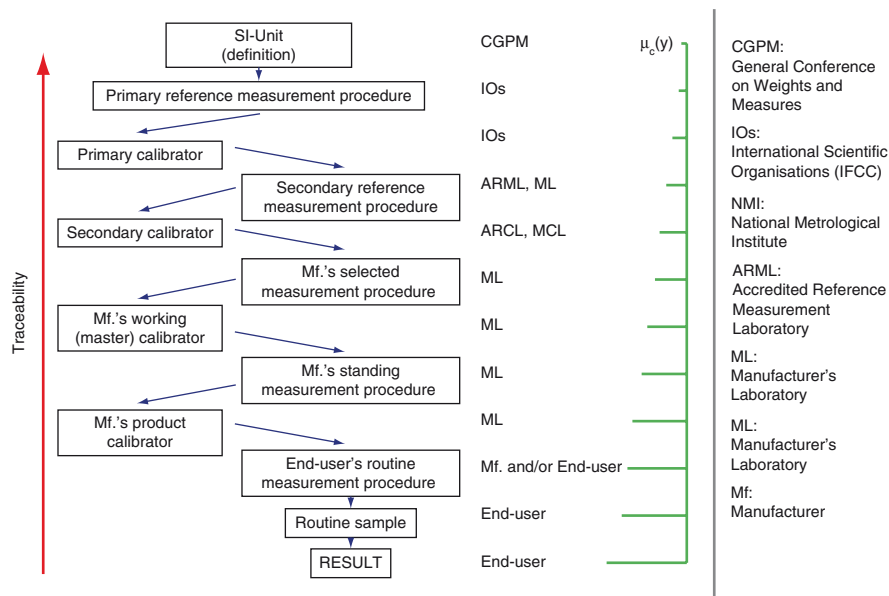 SI-Unit
(definition)
Primary reference measurement procedure
Primary calibrator
Secondary reference
measurement procedure
Secondary calibrator
Mf.'s selected
measurement procedure
Mf.'s working
(master) calibrator
Mf.'s standing
measurement procedure
Mf.'s product
calibrator
End-user's routine
measurement procedure
Routine sample
RESULT
Traceability
CGPM
IOs
IOs
ARML, ML
ARCL, MCL
ML
ML
ML
ML
Mf. and/or End-user
End-user
End-user
μc(y)
CGPM:
General Conference
on Weights and
Measures
IOs:
International Scientific
Organisations (IFCC)
NMI:
National Metrological
Institute
ARML:
Accredited Reference
Measurement
Laboratory
ML:
Manufacturer's
Laboratory
ML:
Manufacturer's
Laboratory
Mf:
Manufacturer